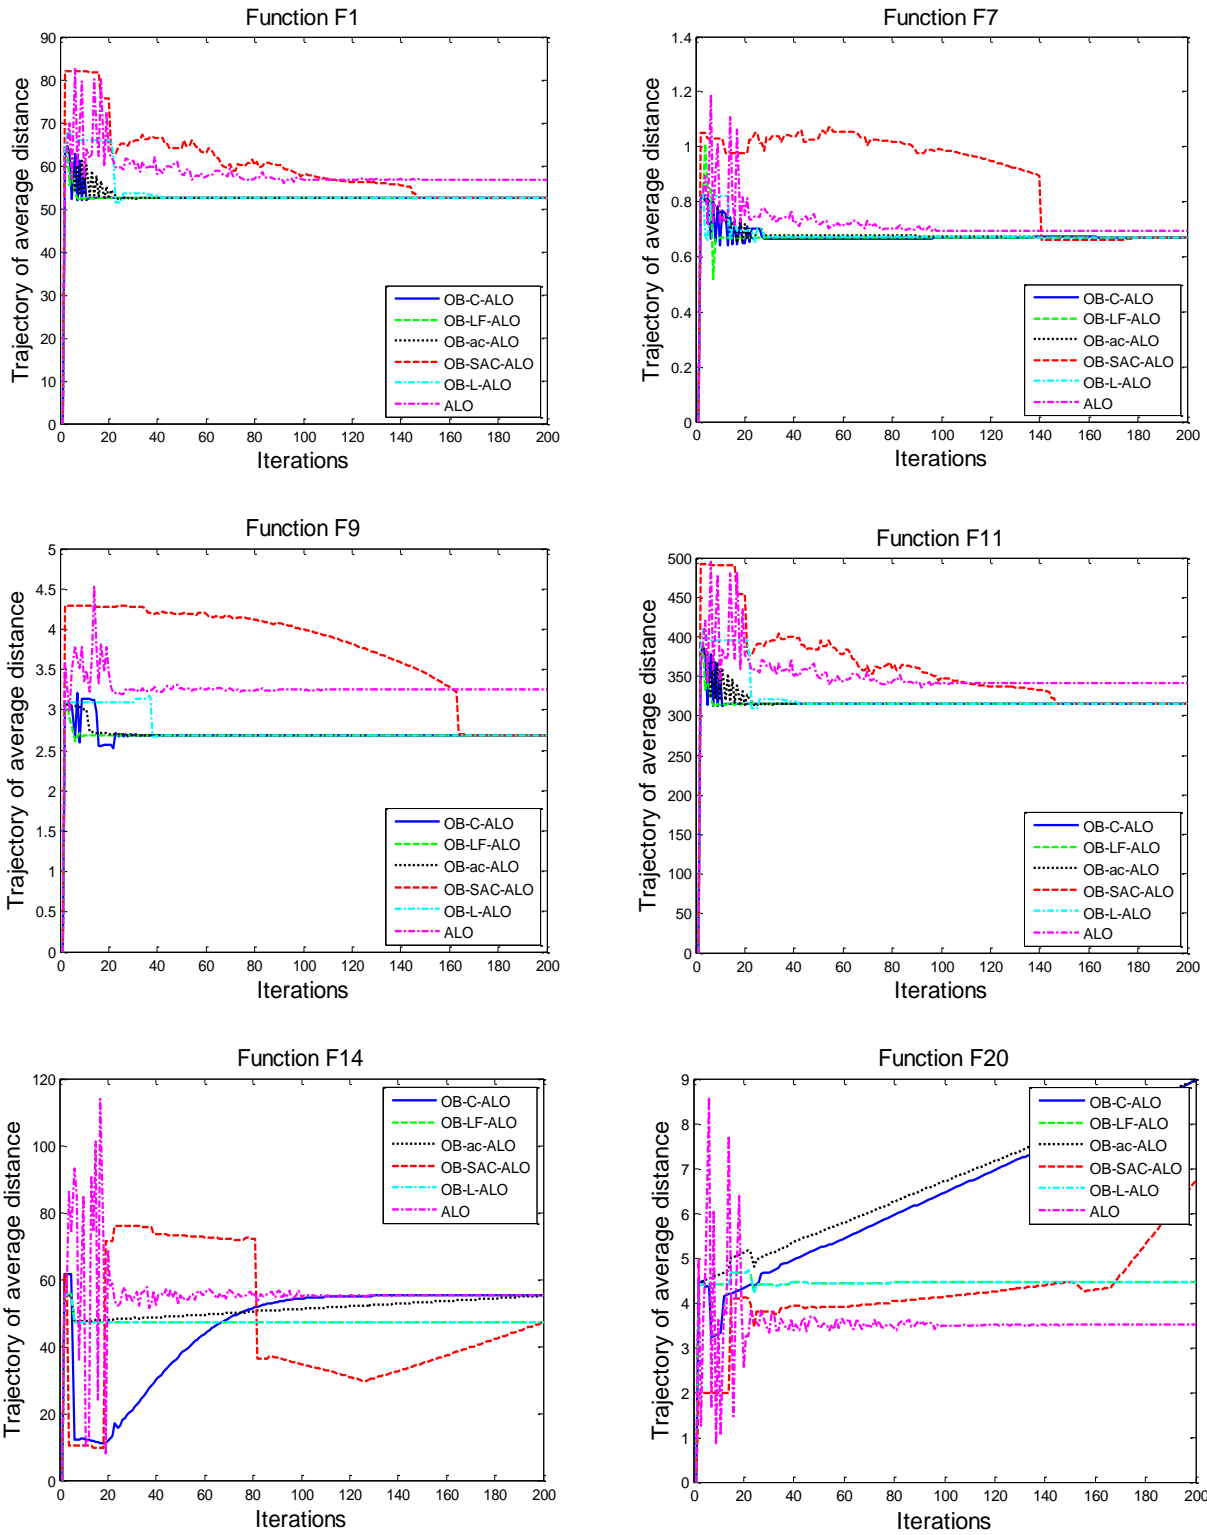 Function F1
Trajectory of average distance
90
80
70
60
50
40
30
20
10
0
OB-C-ALO
OB-LF-ALO
OB-ac-ALO
OB-SAC-ALO
OB-L-ALO
ALO
0 20 40 60 80 100 120 140 160 180 200
Iterations
Function F7
Trajectory of average distance
1.4
1.2
1
0.8
0.6
0.4
0.2
0
OB-C-ALO
OB-LF-ALO
OB-ac-ALO
OB-SAC-ALO
OB-L-ALO
ALO
0 20 40 60 80 100 120 140 160 180 200
Iterations
Function F9
Trajectory of average distance
5
4.5
4
3.5
3
2.5
2
1.5
1
0.5
0
OB-C-ALO
OB-LF-ALO
OB-ac-ALO
OB-SAC-ALO
OB-L-ALO
ALO
0 20 40 60 80 100 120 140 160 180 200
Iterations
Function F11
Trajectory of average distance
500
450
400
350
300
250
200
150
100
50
0
OB-C-ALO
OB-LF-ALO
OB-ac-ALO
OB-SAC-ALO
OB-L-ALO
ALO
0 20 40 60 80 100 120 140 160 180 200
Iterations
Function F14
Trajectory of average distance
120
100
80
60
40
20
0
OB-C-ALO
OB-LF-ALO
OB-ac-ALO
OB-SAC-ALO
OB-L-ALO
ALO
0 20 40 60 80 100 120 140 160 180 200
Iterations
Function F20
Trajectory of average distance
9
8
7
6
5
4
3
2
1
0
OB-C-ALO
OB-LF-ALO
OB-ac-ALO
OB-SAC-ALO
OB-L-ALO
ALO
0 20 40 60 80 100 120 140 160 180 200
Iterations